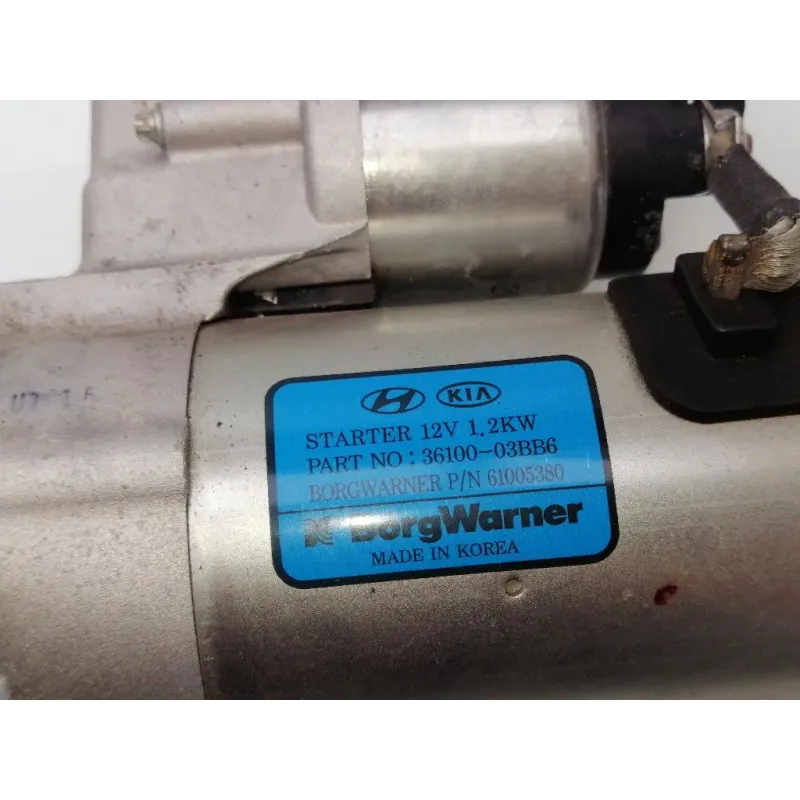 KIA
STARTER 12V 1.2KW
PART NO : 36100-03BB6
BORGWARNER P/N 61005380
BorgWarner
MADE IN KOREA